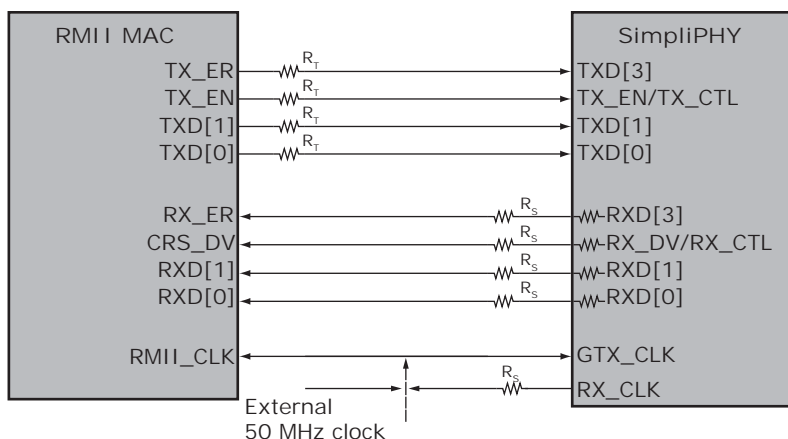 RMII MAC
SimpliPHY
TX_ER
R_T
TXD[3]
TX_EN
R_T
TX_EN/TX_CTL
TXD[1]
R_T
TXD[1]
TXD[0]
R_T
TXD[0]
RX_ER
R_S
RXD[3]
CRS_DV
R_S
RX_DV/RX_CTL
RXD[1]
R_S
RXD[1]
RXD[0]
R_S
RXD[0]
RMII_CLK
GTX_CLK
R_S
RX_CLK
External
50 MHz clock